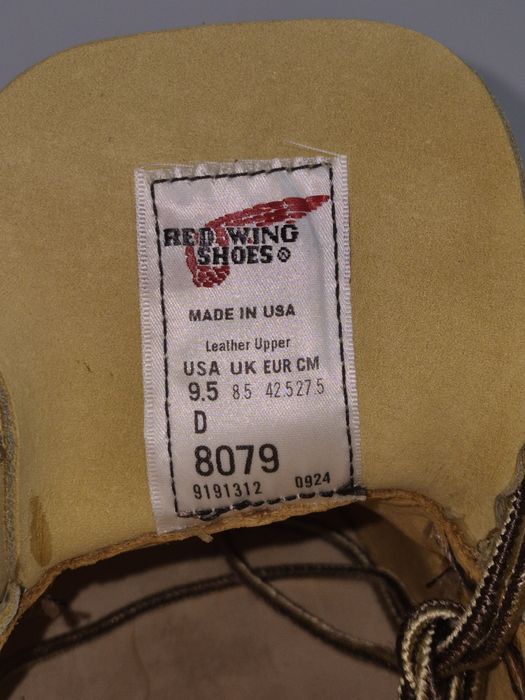 RED WING
SHOES ®
MADE IN USA
Leather Upper
USA UK EUR CM
9.5 8.5 42.5 27.5
D
8079
9191312 0924